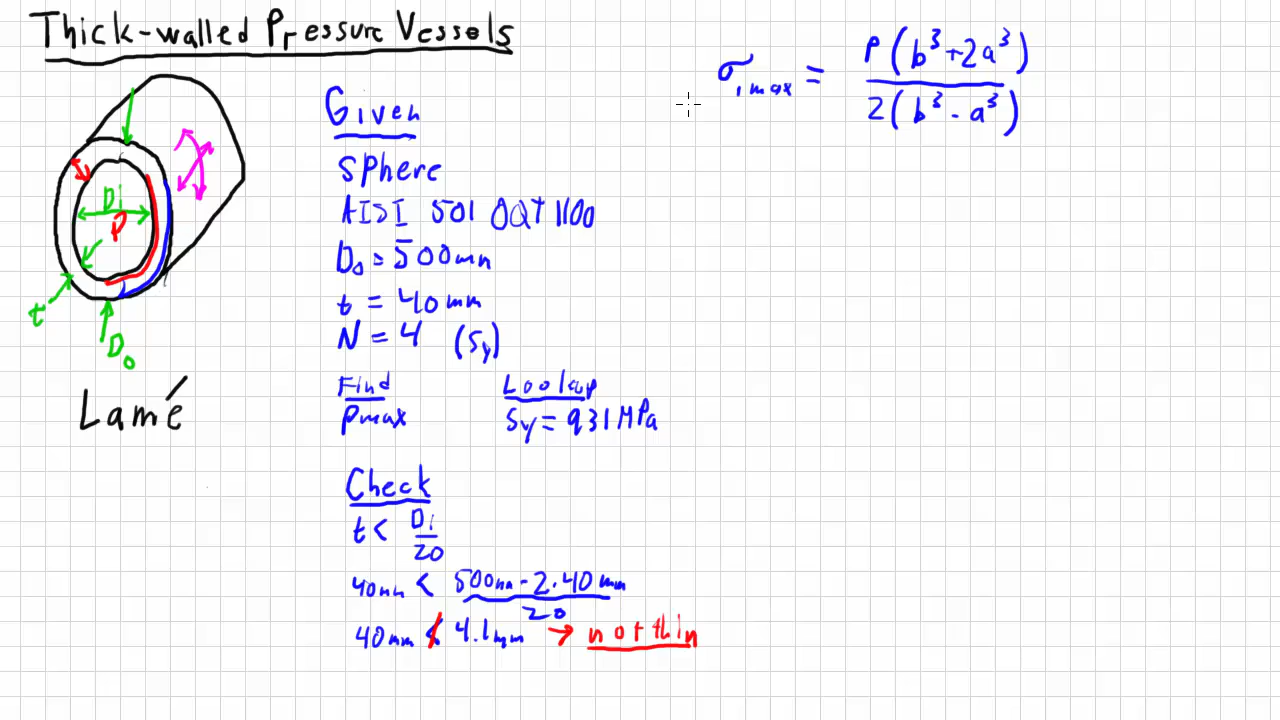 Thick-walled Pressure Vessels
Di
P
t
Do
Lamé
Given
Sphere
AISI 501 OQT 1100
Do = 500mm
t = 40mm
N = 4 (Sy)
Find
Pmax
Lookup
Sy = 931 MPa
Check
t < Di/20
40mm < (500mm - 2·40mm)/20
40mm ≮ 4.1mm → not thin
σ1max = P(b³+2a³)/2(b³-a³)